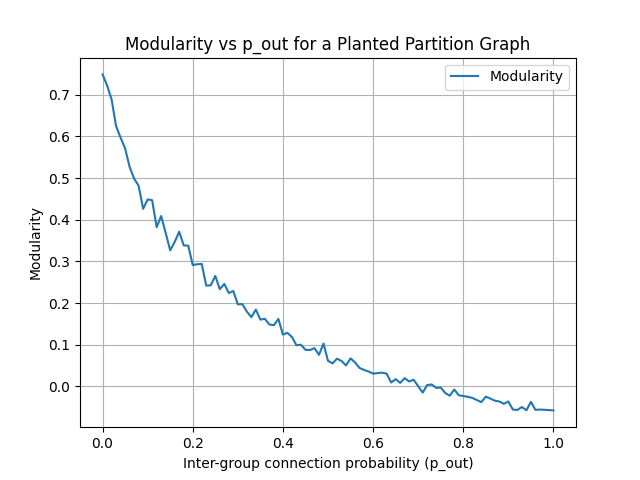 Modularity vs p_out for a Planted Partition Graph
Modularity
0.7
0.6
0.5
0.4
0.3
0.2
0.1
0.0
Modularity
0.0 0.2 0.4 0.6 0.8 1.0
Inter-group connection probability (p_out)